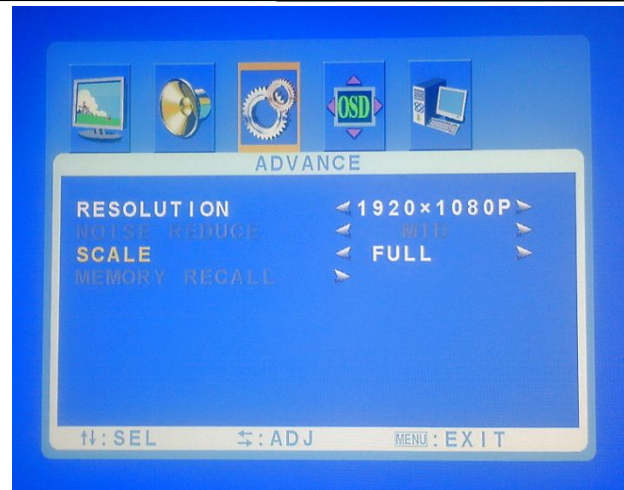 OSD
ADVANCE
RESOLUTION 1920×1080P
NOISE REDUCE MID
SCALE FULL
MEMORY RECALL
↑↓:SEL ⇆:ADJ MENU:EXIT